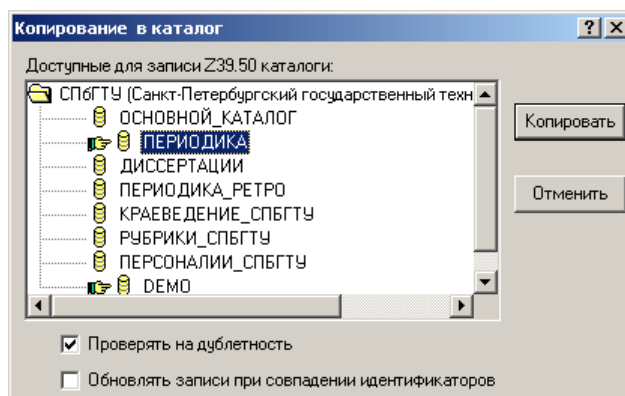 Копирование в каталог
Доступные для записи Z39.50 каталоги:
СПбГТУ (Санкт-Петербургский государственный техн
ОСНОВНОЙ_КАТАЛОГ
ПЕРИОДИКА
ДИССЕРТАЦИИ
ПЕРИОДИКА_РЕТРО
КРАЕВЕДЕНИЕ_СПБГТУ
РУБРИКИ_СПБГТУ
ПЕРСОНАЛИИ_СПБГТУ
DEMO
Копировать
Отменить
Проверять на дублетность
Обновлять записи при совпадении идентификаторов